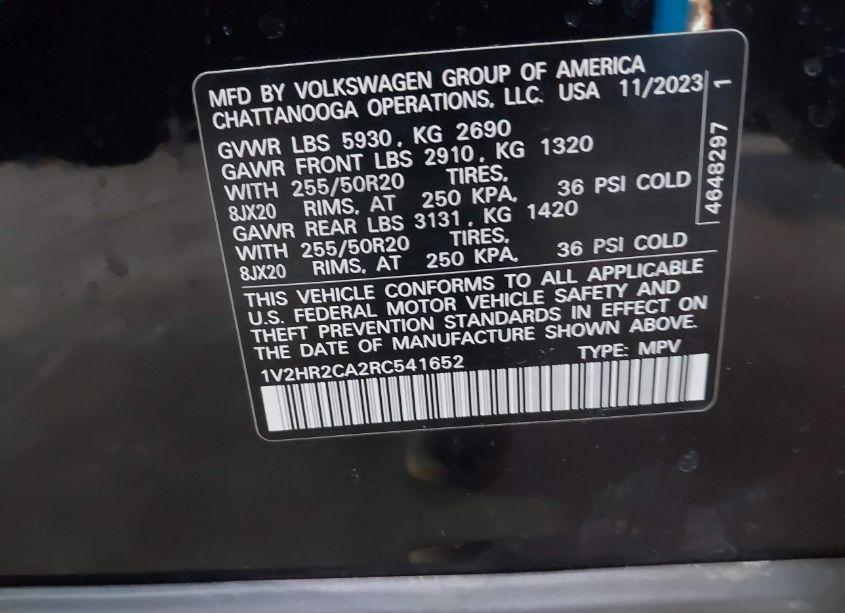 MFD BY VOLKSWAGEN GROUP OF AMERICA
CHATTANOOGA OPERATIONS, LLC. USA 11/2023
GVWR LBS 5930, KG 2690
GAWR FRONT LBS 2910, KG 1320
WITH 255/50R20 TIRES,
8JX20 RIMS, AT 250 KPA, 36 PSI COLD
GAWR REAR LBS 3131, KG 1420
WITH 255/50R20 TIRES,
8JX20 RIMS, AT 250 KPA, 36 PSI COLD
THIS VEHICLE CONFORMS TO ALL APPLICABLE
U.S. FEDERAL MOTOR VEHICLE SAFETY AND
THEFT PREVENTION STANDARDS IN EFFECT ON
THE DATE OF MANUFACTURE SHOWN ABOVE.
1V2HR2CA2RC541652 TYPE: MPV
4648297 1